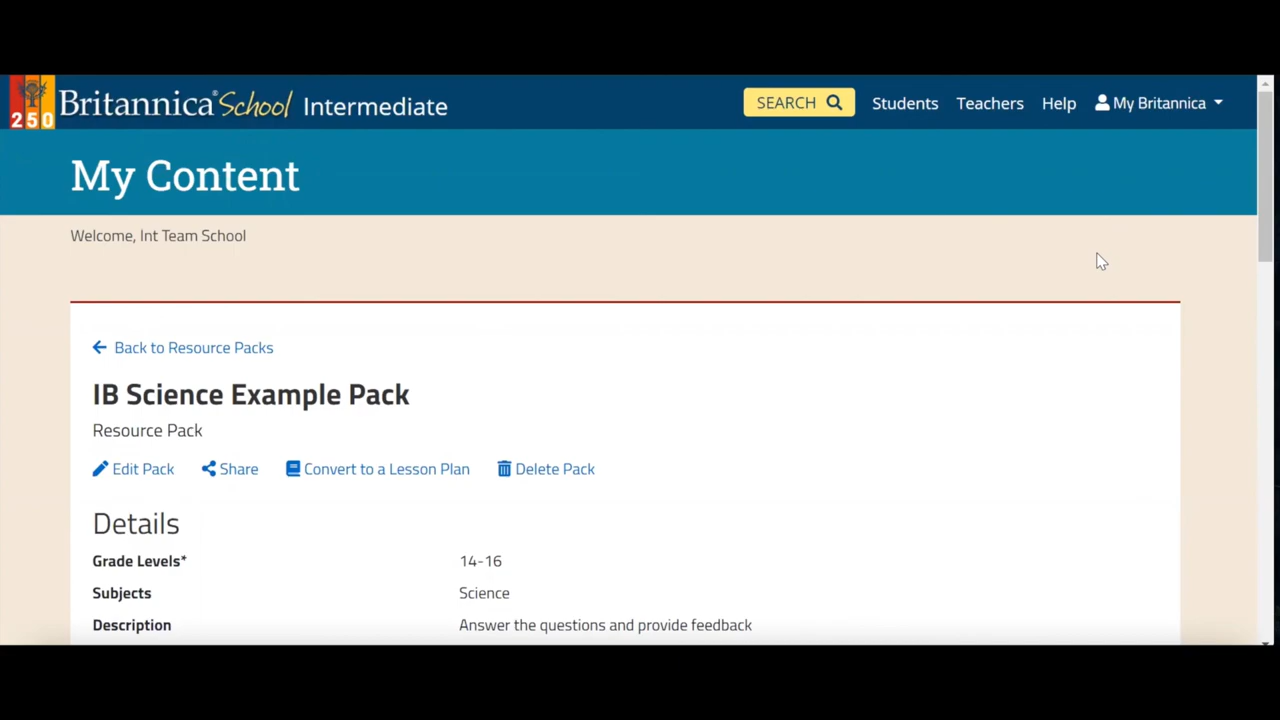 250 Britannica® School Intermediate SEARCH Students Teachers Help My Britannica
My Content
Welcome, Int Team School
Back to Resource Packs
IB Science Example Pack
Resource Pack
Edit Pack Share Convert to a Lesson Plan Delete Pack
Details
Grade Levels* 14-16
Subjects Science
Description Answer the questions and provide feedback